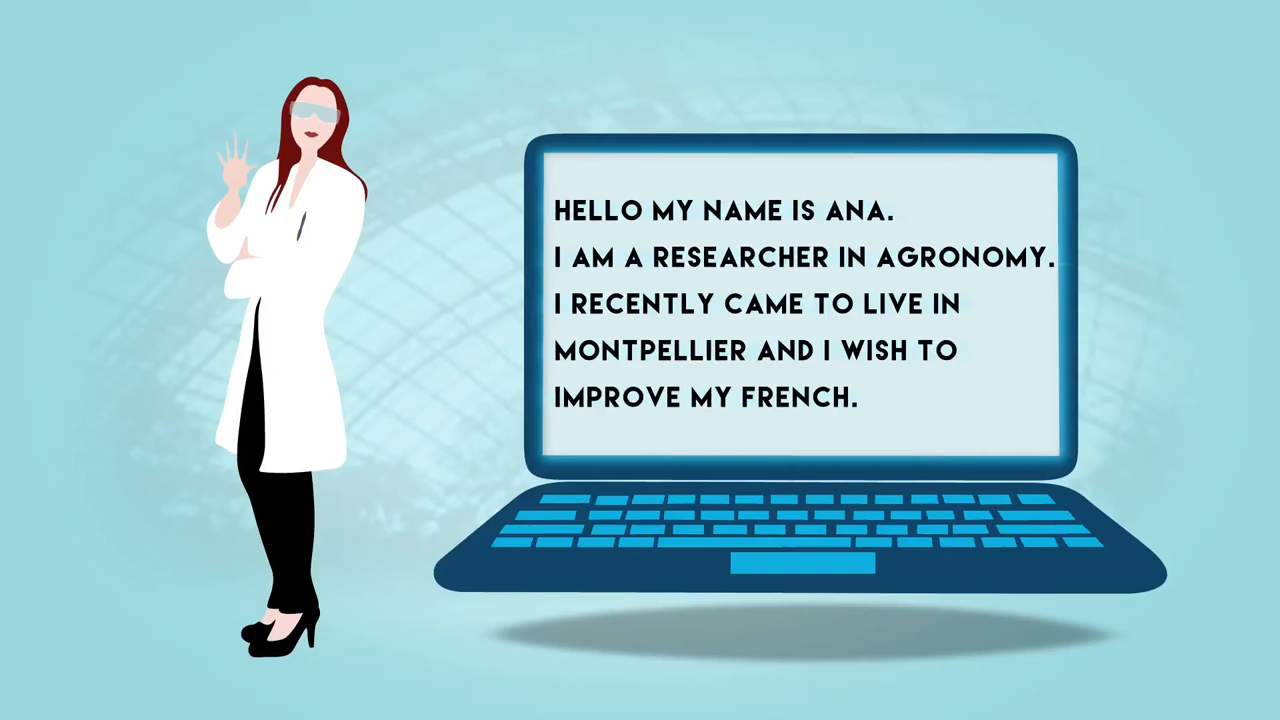 HELLO MY NAME IS ANA.
I AM A RESEARCHER IN AGRONOMY.
I RECENTLY CAME TO LIVE IN
MONTPELLIER AND I WISH TO
IMPROVE MY FRENCH.